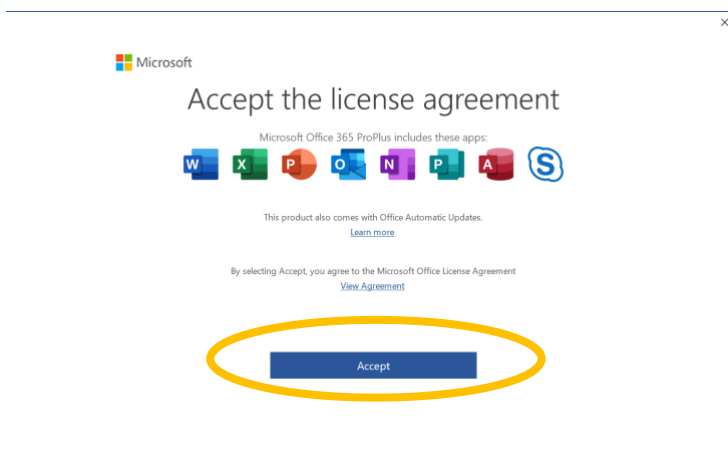 Microsoft
Accept the license agreement
Microsoft Office 365 ProPlus includes these apps:
W X P O N P A S
This product also comes with Office Automatic Updates.
Learn more
By selecting Accept, you agree to the Microsoft Office License Agreement
View Agreement
Accept